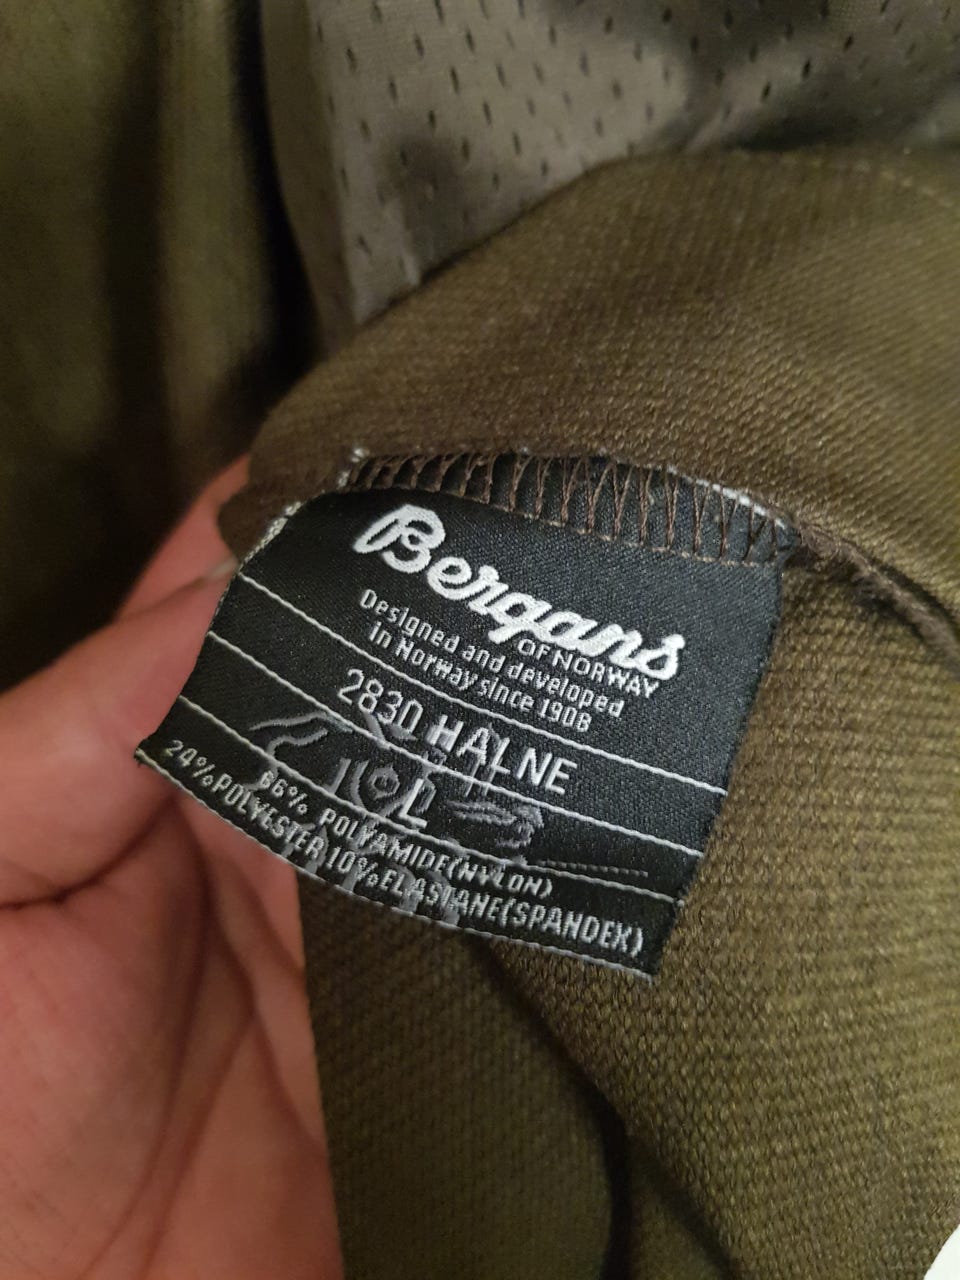 Bergans
OF NORWAY
Designed and developed
in Norway since 1908
2830 HALNE
L
66% POLYAMIDE(NYLON)
24%POLYESTER 10%ELASTANE(SPANDEX)